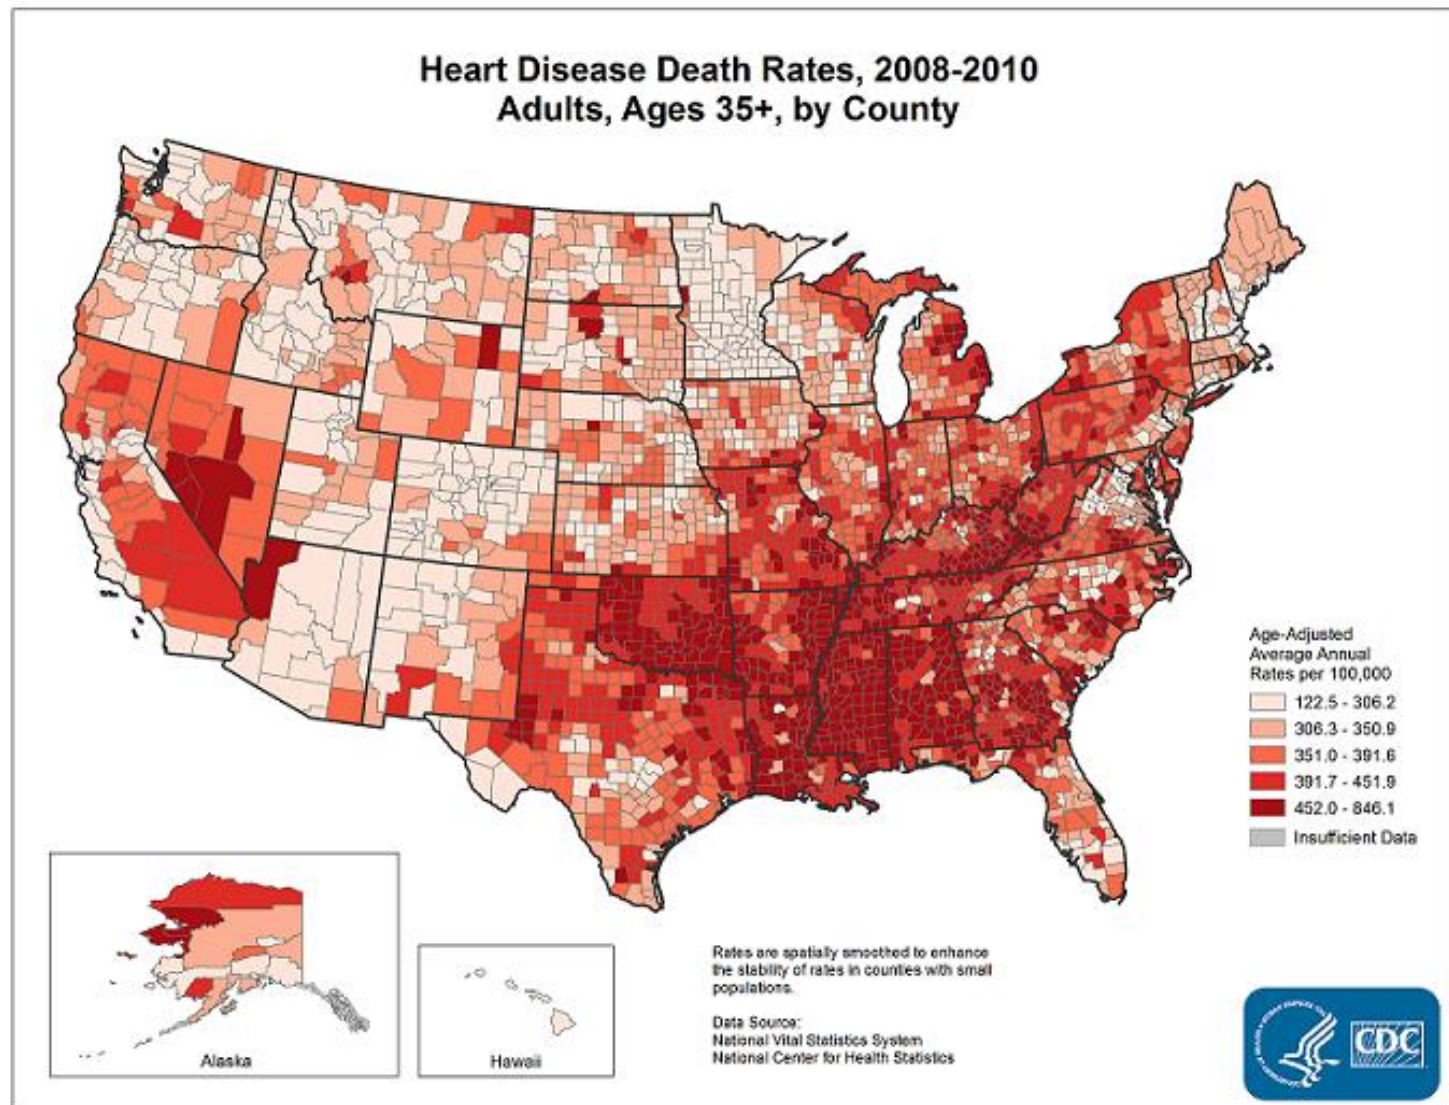 Heart Disease Death Rates, 2008-2010
Adults, Ages 35+, by County
Age-Adjusted
Average Annual
Rates per 100,000
122.5 - 306.2
306.3 - 350.9
351.0 - 391.6
391.7 - 451.9
452.0 - 846.1
Insufficient Data
Alaska
Hawaii
Rates are spatially smoothed to enhance
the stability of rates in counties with small
populations.
Data Source:
National Vital Statistics System
National Center for Health Statistics
CDC